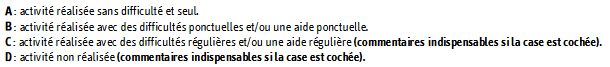 A : activité réalisée sans difficulté et seul.
B : activité réalisée avec des difficultés ponctuelles et/ou une aide ponctuelle.
C : activité réalisée avec des difficultés régulières et/ou une aide régulière (commentaires indispensables si la case est cochée).
D : activité non réalisée (commentaires indispensables si la case est cochée).